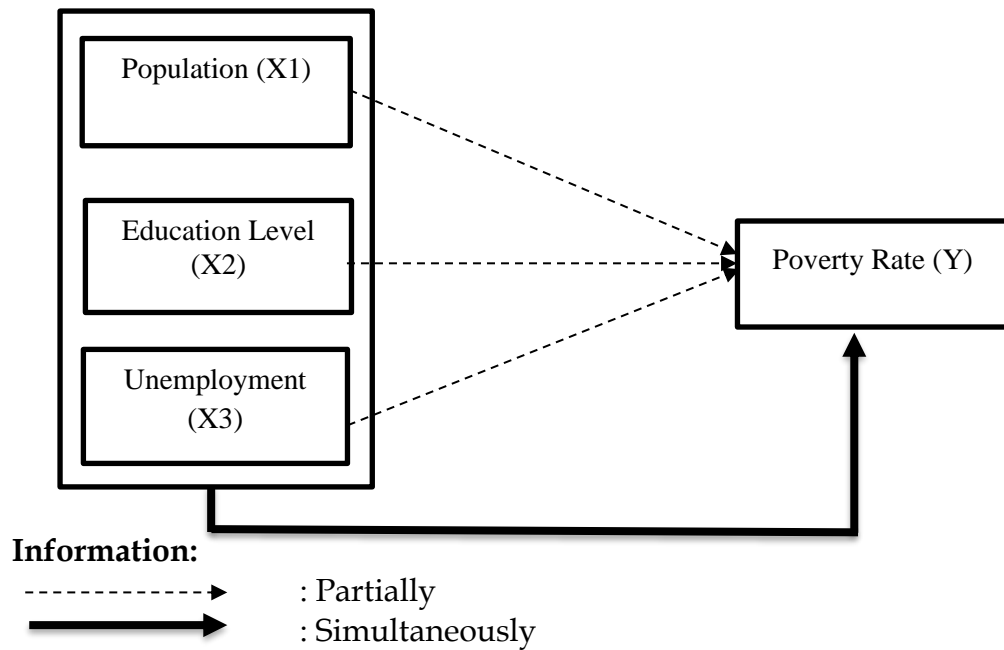 Population (X1)
Education Level
(X2)
Unemployment
(X3)
Poverty Rate (Y)
Information:
: Partially
: Simultaneously